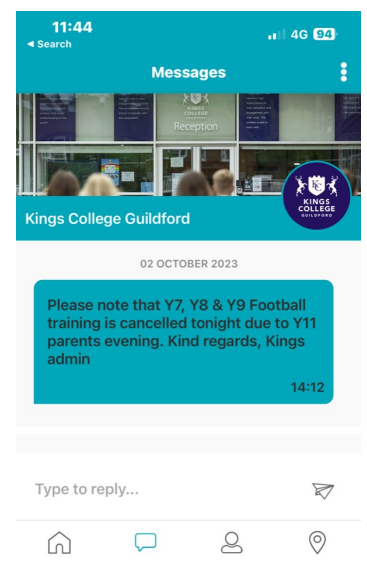 11:44
4G 94
◄ Search
Messages
KINGS
COLLEGE
Reception
Kings College Guildford
KINGS
COLLEGE
GUILDFORD
02 OCTOBER 2023
Please note that Y7, Y8 & Y9 Football
training is cancelled tonight due to Y11
parents evening. Kind regards, Kings
admin
14:12
Type to reply...